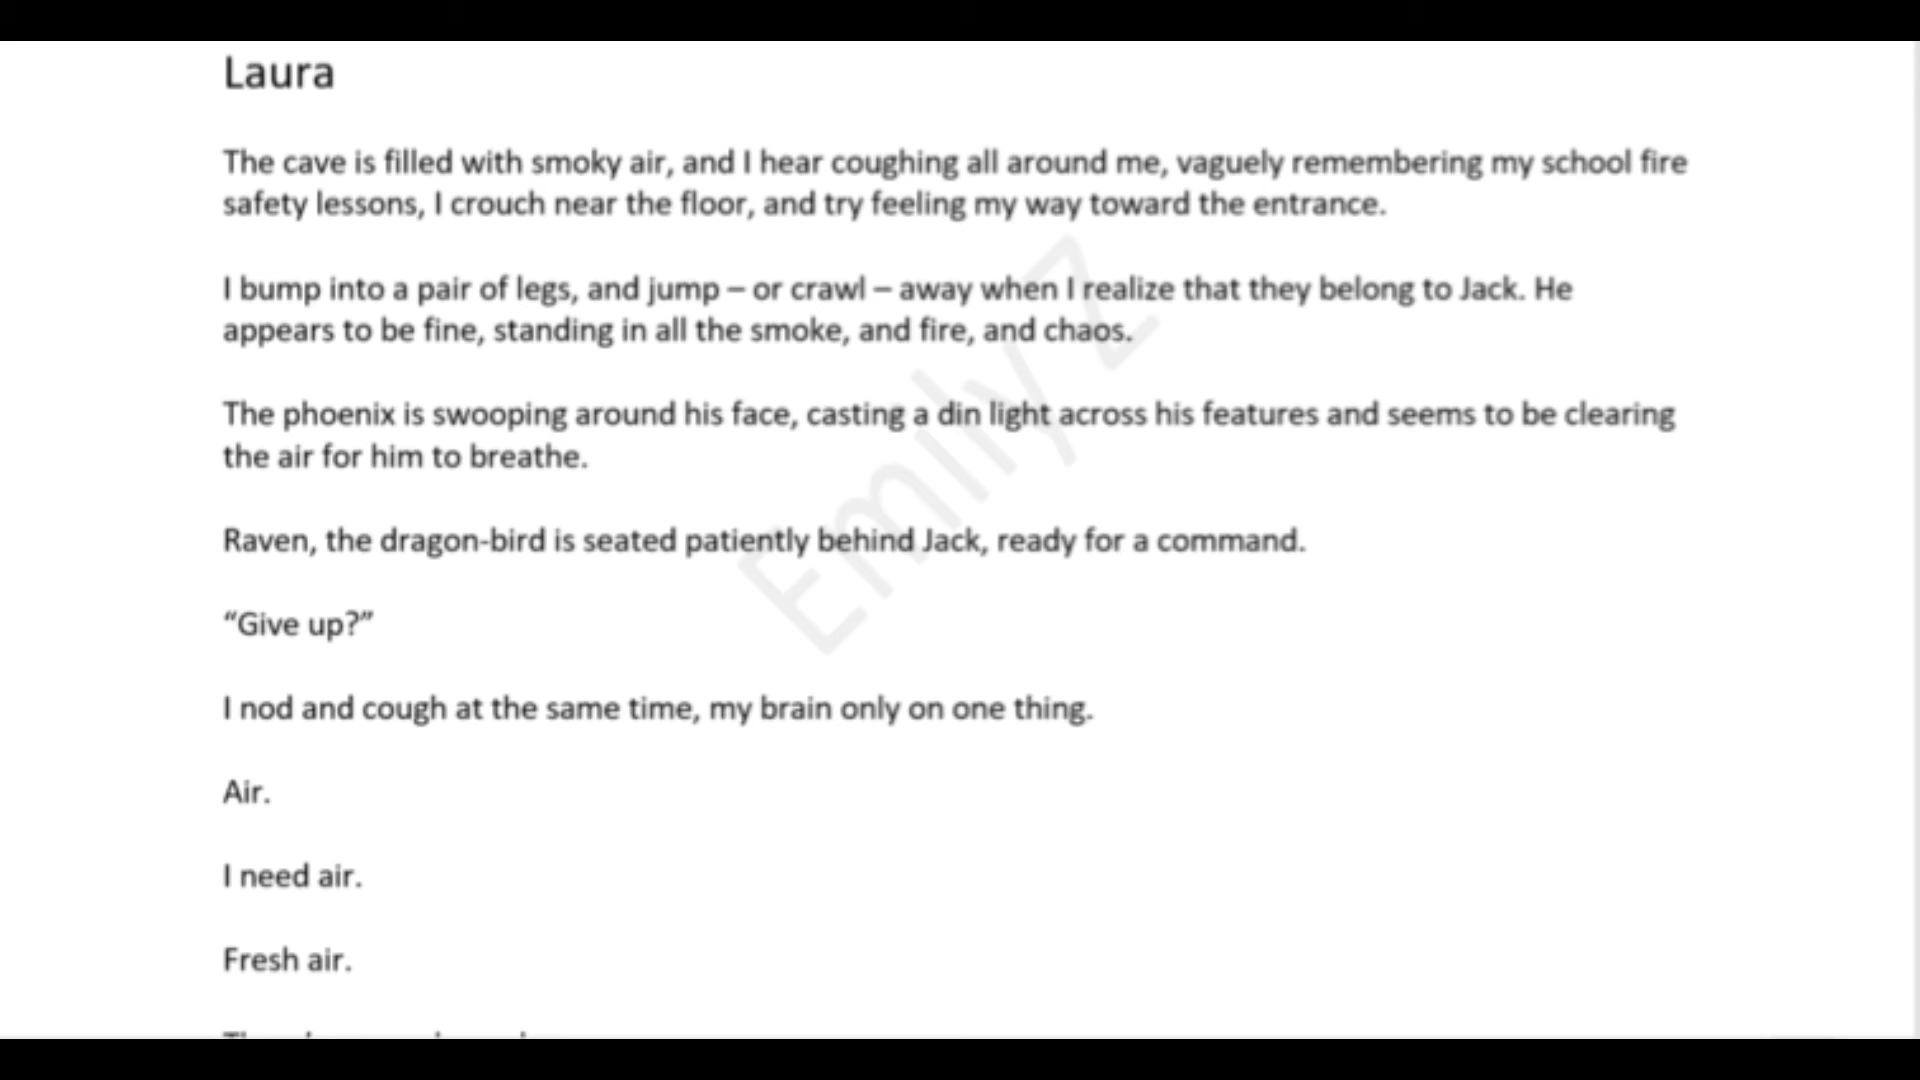 Laura
The cave is filled with smoky air, and I hear coughing all around me, vaguely remembering my school fire
safety lessons, I crouch near the floor, and try feeling my way toward the entrance.
I bump into a pair of legs, and jump – or crawl – away when I realize that they belong to Jack. He
appears to be fine, standing in all the smoke, and fire, and chaos.
The phoenix is swooping around his face, casting a din light across his features and seems to be clearing
the air for him to breathe.
Raven, the dragon-bird is seated patiently behind Jack, ready for a command.
“Give up?”
I nod and cough at the same time, my brain only on one thing.
Air.
I need air.
Fresh air.
Emily Z